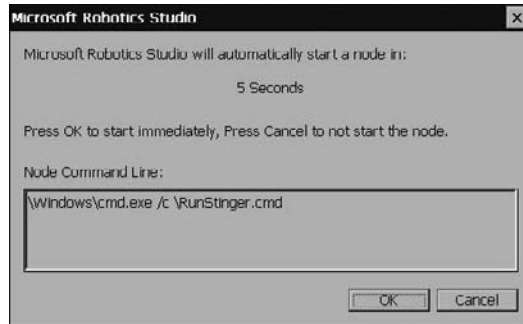 Microsoft Robotics Studio
Microsoft Robotics Studio will automatically start a node in:
5 Seconds
Press OK to start immediately, Press Cancel to not start the node.
Node Command Line:
\Windows\cmd.exe /c \RunStinger.cmd
OK Cancel